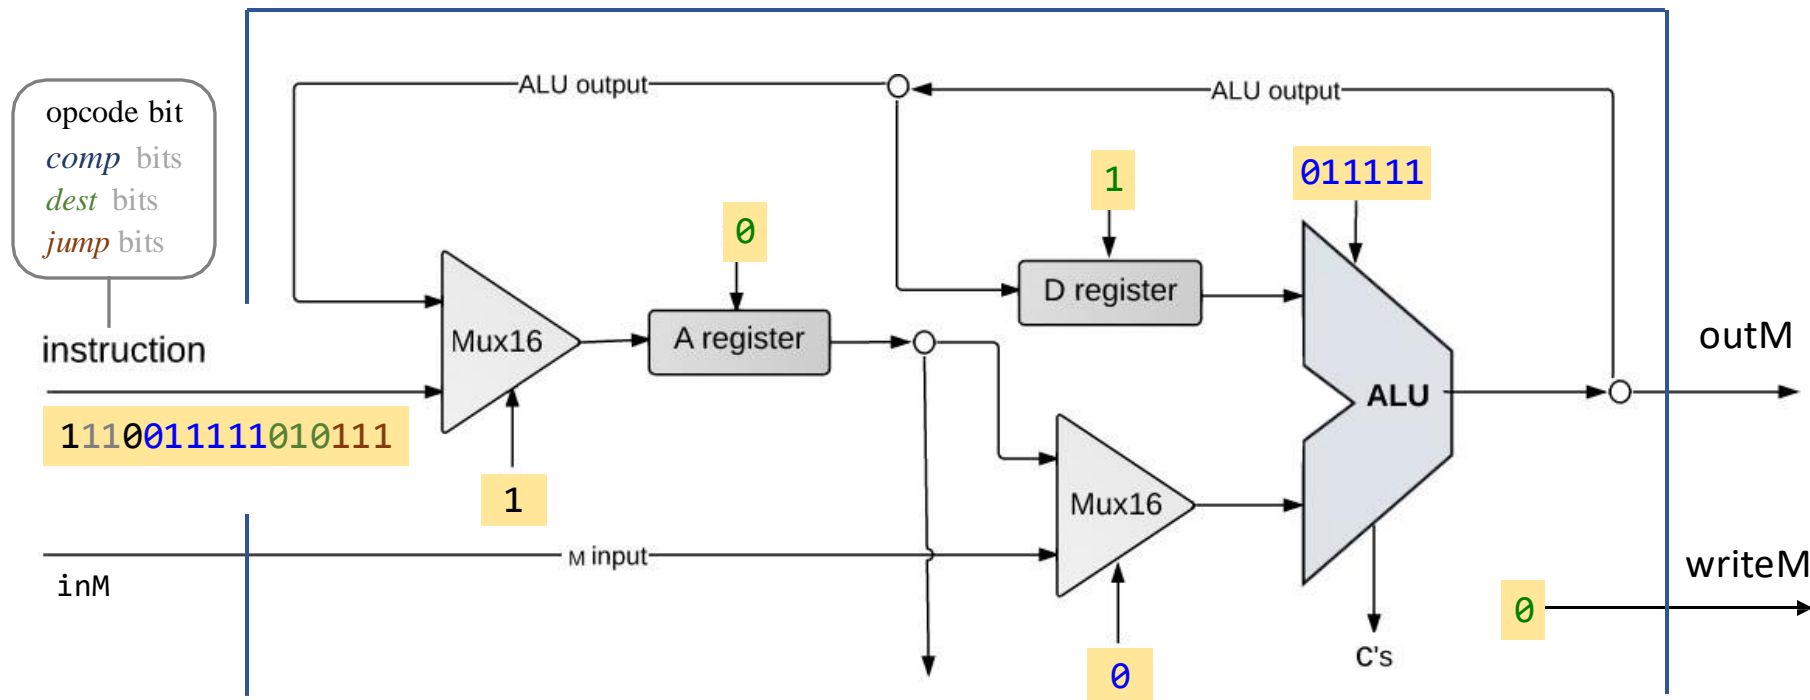 ALU output
ALU output
opcode bit
comp bits
dest bits
jump bits
1
011111
0
D register
instruction
Mux16
A register
outM
ALU
1110011111010111
1
Mux16
M input
inM
writeM
0
C's
0